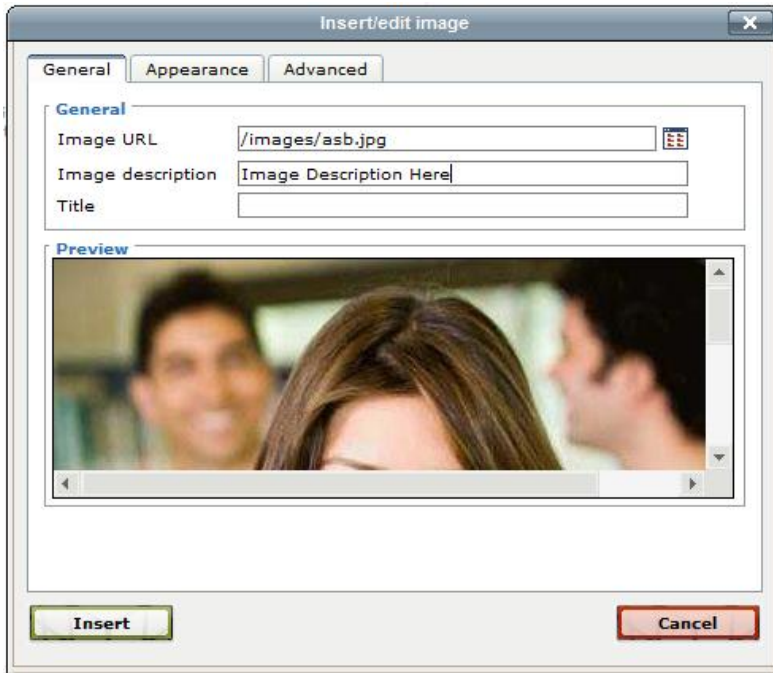 Insert/edit image
General Appearance Advanced
General
Image URL /images/asb.jpg
Image description Image Description Here
Title
Preview
Insert Cancel